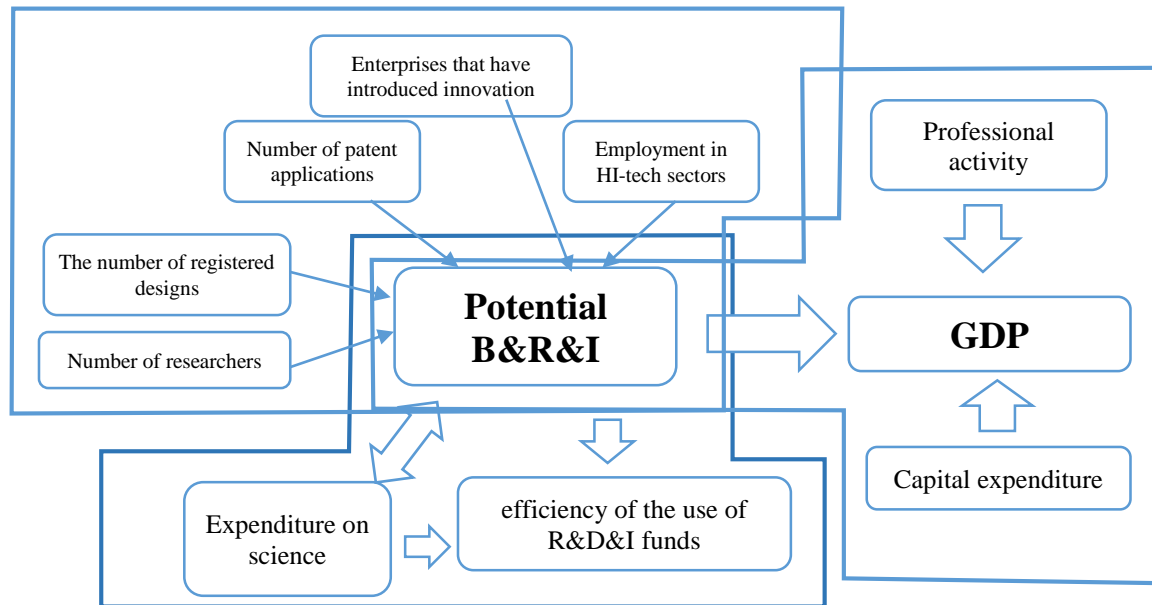 Enterprises that have
introduced innovation
Number of patent
applications
Employment in
HI-tech sectors
Professional
activity
The number of registered
designs
Potential
B&R&I
GDP
Number of researchers
Capital expenditure
Expenditure on
science
efficiency of the use of
R&D&I funds